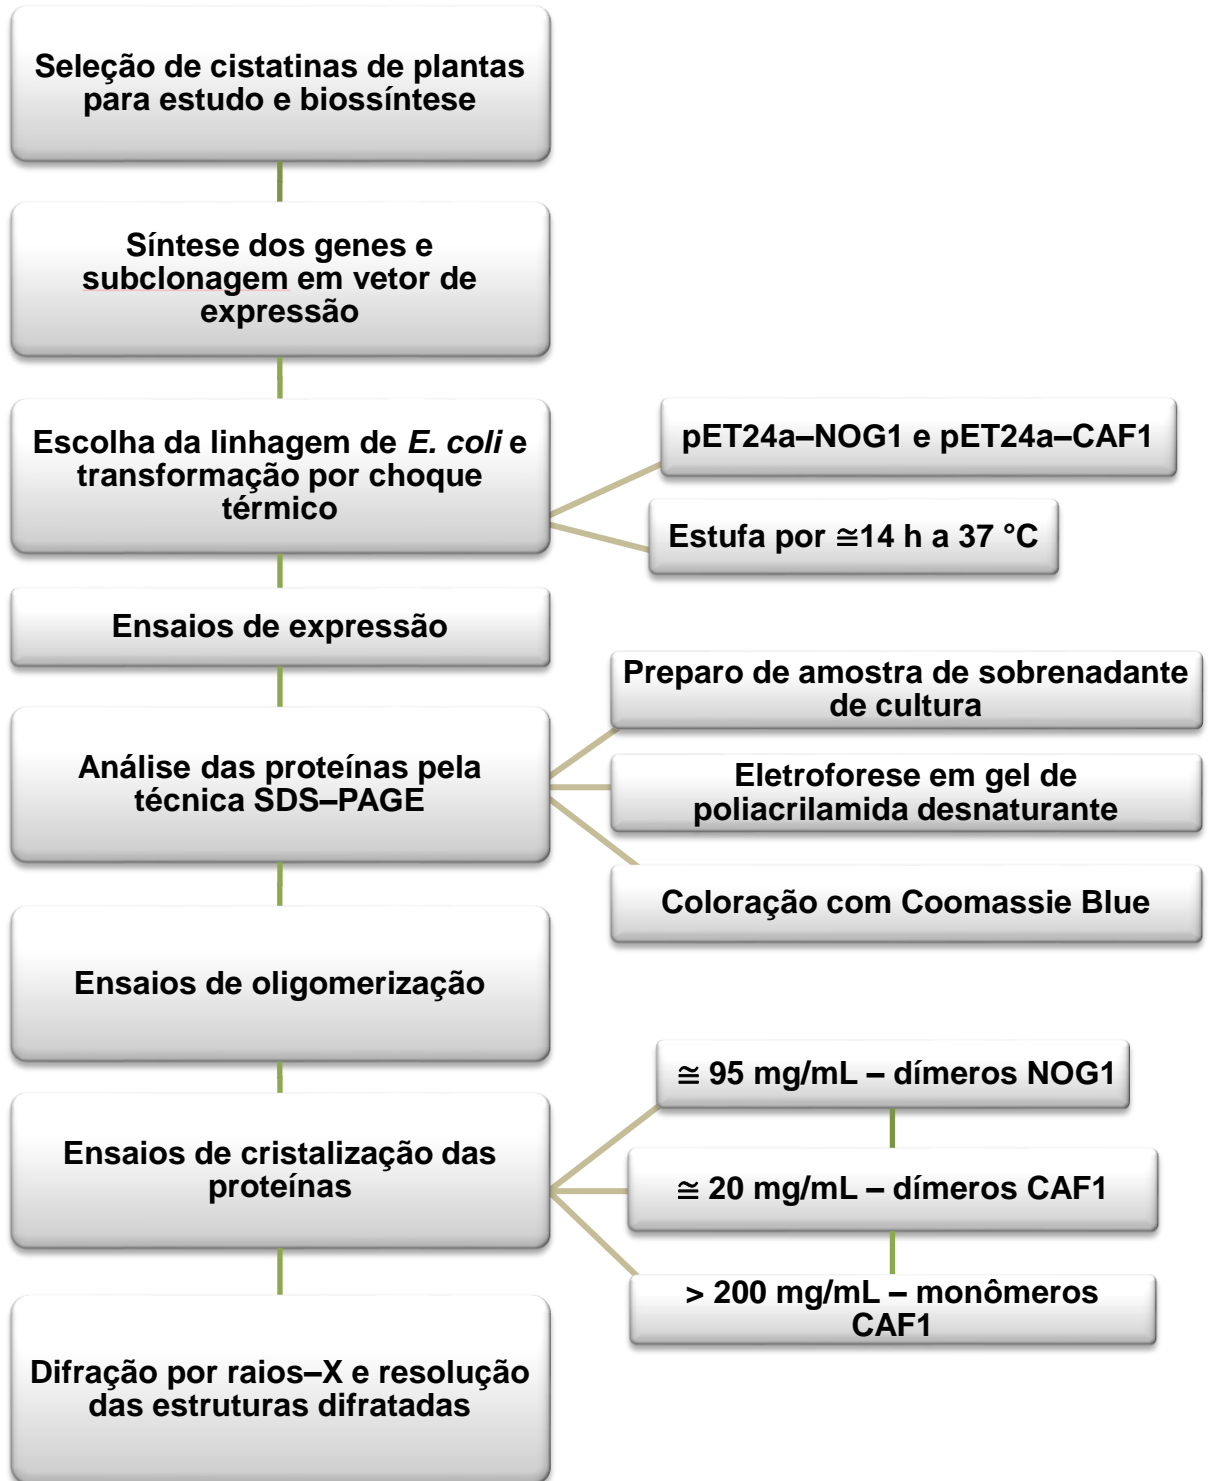 Seleção de cistatinas de plantas
para estudo e biossíntese
Síntese dos genes e
subclonagem em vetor de
expressão
Escolha da linhagem de E. coli e
transformação por choque
térmico
pET24a–NOG1 e pET24a–CAF1
Estufa por ≅14 h a 37 °C
Ensaios de expressão
Análise das proteínas pela
técnica SDS–PAGE
Preparo de amostra de sobrenadante
de cultura
Eletroforese em gel de
poliacrilamida desnaturante
Coloração com Coomassie Blue
Ensaios de oligomerização
Ensaios de cristalização das
proteínas
≅ 95 mg/mL – dímeros NOG1
≅ 20 mg/mL – dímeros CAF1
> 200 mg/mL – monômeros
CAF1
Difração por raios–X e resolução
das estruturas difratadas